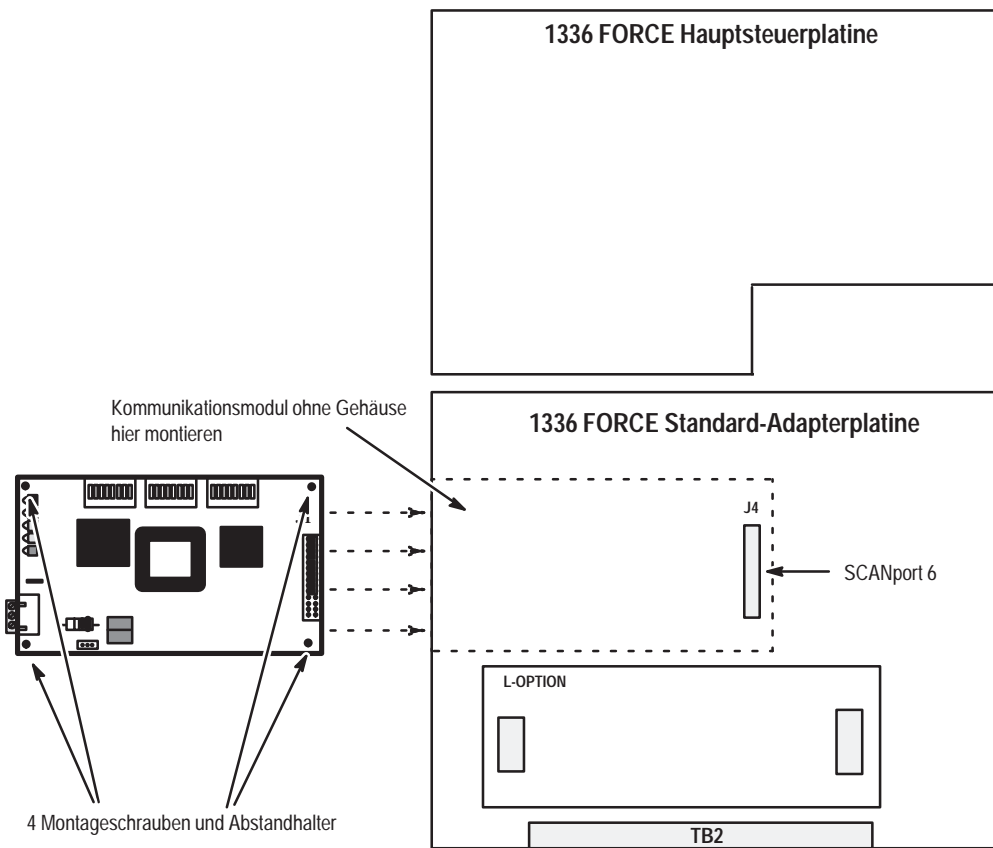 1336 FORCE Hauptsteuerplatine
Kommunikationsmodul ohne Gehäuse
hier montieren
1336 FORCE Standard-Adapterplatine
J4
SCANport 6
L-OPTION
4 Montageschrauben und Abstandhalter
TB2